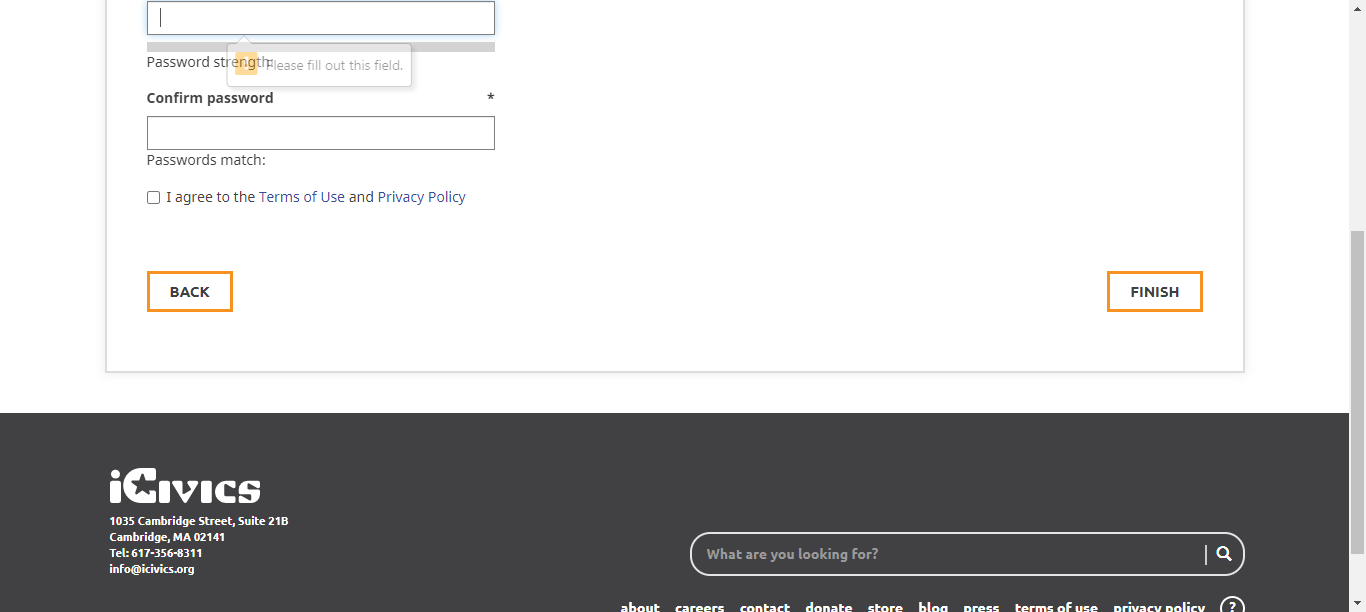 Password strength:
Please fill out this field.
Confirm password *
Passwords match:
I agree to the Terms of Use and Privacy Policy
BACK
FINISH
iCivics
1035 Cambridge Street, Suite 21B
Cambridge, MA 02141
Tel: 617-356-8311
info@icivics.org
What are you looking for?
about careers contact donate store blog press terms of use privacy policy ?